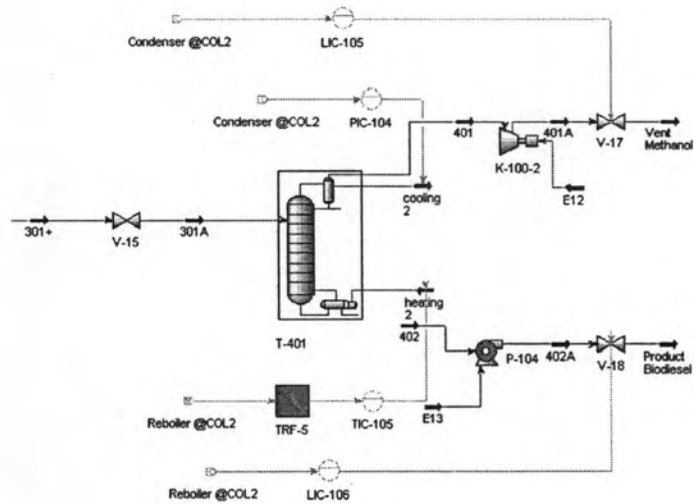 Condenser @COL2
LIC-105
Condenser @COL2
PIC-104
401
401A
V-17
Vent
Methanol
K-100-2
E12
cooling
2
301+
V-15
301A
heating
2
402
T-401
P-104
402A
V-18
Product
Biodiesel
Reboiler @COL2
TRF-5
TIC-105
E13
Reboiler @COL2
LIC-106